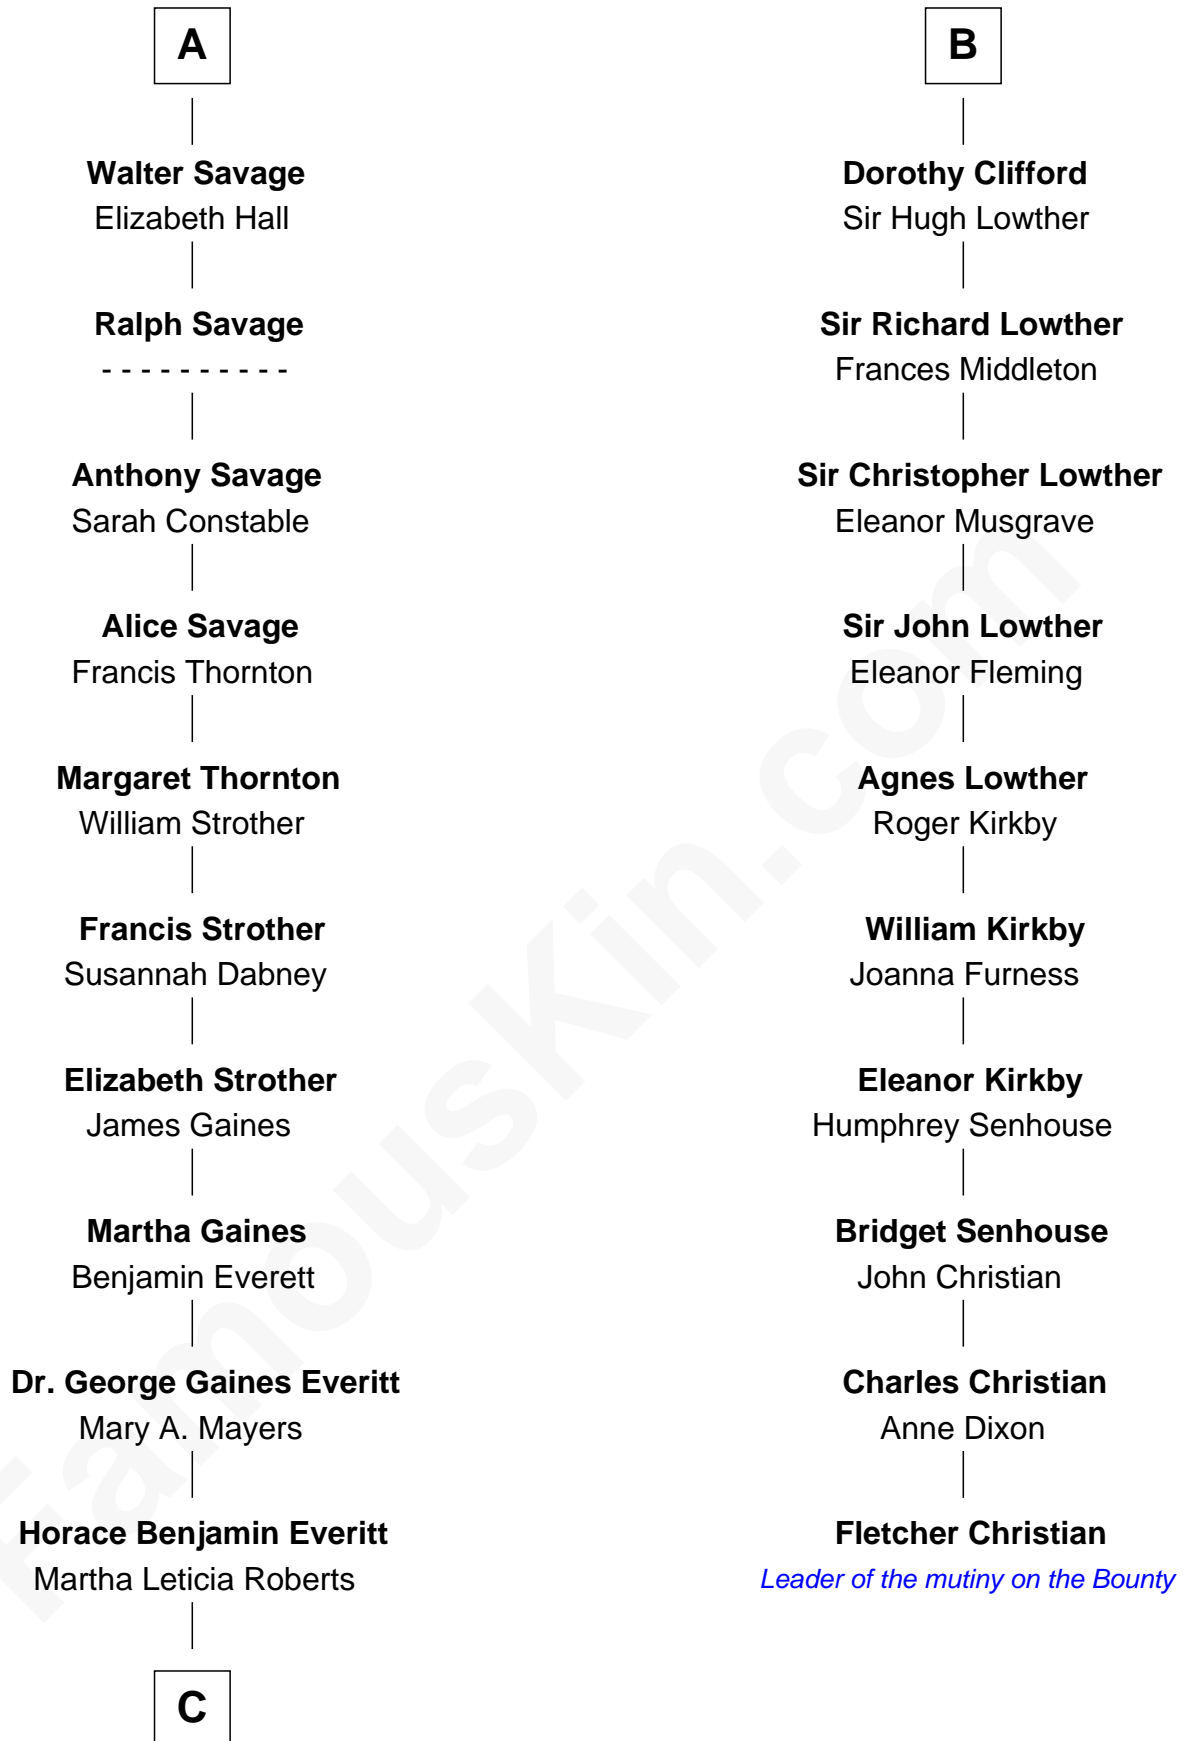 A
Walter Savage
Elizabeth Hall
Ralph Savage
- - - - - - - - - -
Anthony Savage
Sarah Constable
Alice Savage
Francis Thornton
Margaret Thornton
William Strother
Francis Strother
Susannah Dabney
Elizabeth Strother
James Gaines
Martha Gaines
Benjamin Everett
Dr. George Gaines Everitt
Mary A. Mayers
Horace Benjamin Everitt
Martha Leticia Roberts
C
B
Dorothy Clifford
Sir Hugh Lowther
Sir Richard Lowther
Frances Middleton
Sir Christopher Lowther
Eleanor Musgrave
Sir John Lowther
Eleanor Fleming
Agnes Lowther
Roger Kirkby
William Kirkby
Joanna Furness
Eleanor Kirkby
Humphrey Senhouse
Bridget Senhouse
John Christian
Charles Christian
Anne Dixon
Fletcher Christian
Leader of the mutiny on the Bounty
FamousKin.com